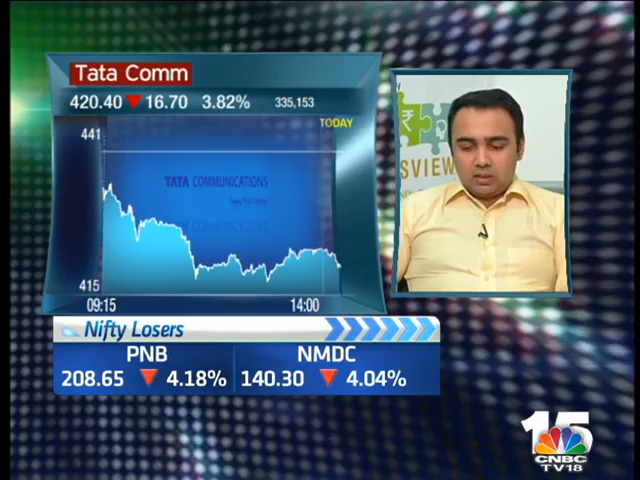 Tata Comm
420.40 ▼ 16.70 3.82% 335,153
TODAY
441
TATA COMMUNICATIONS
415
09:15 14:00
SVIEW
₹
Nifty Losers
PNB NMDC
208.65 ▼ 4.18% 140.30 ▼ 4.04%
15
CNBC
TV18